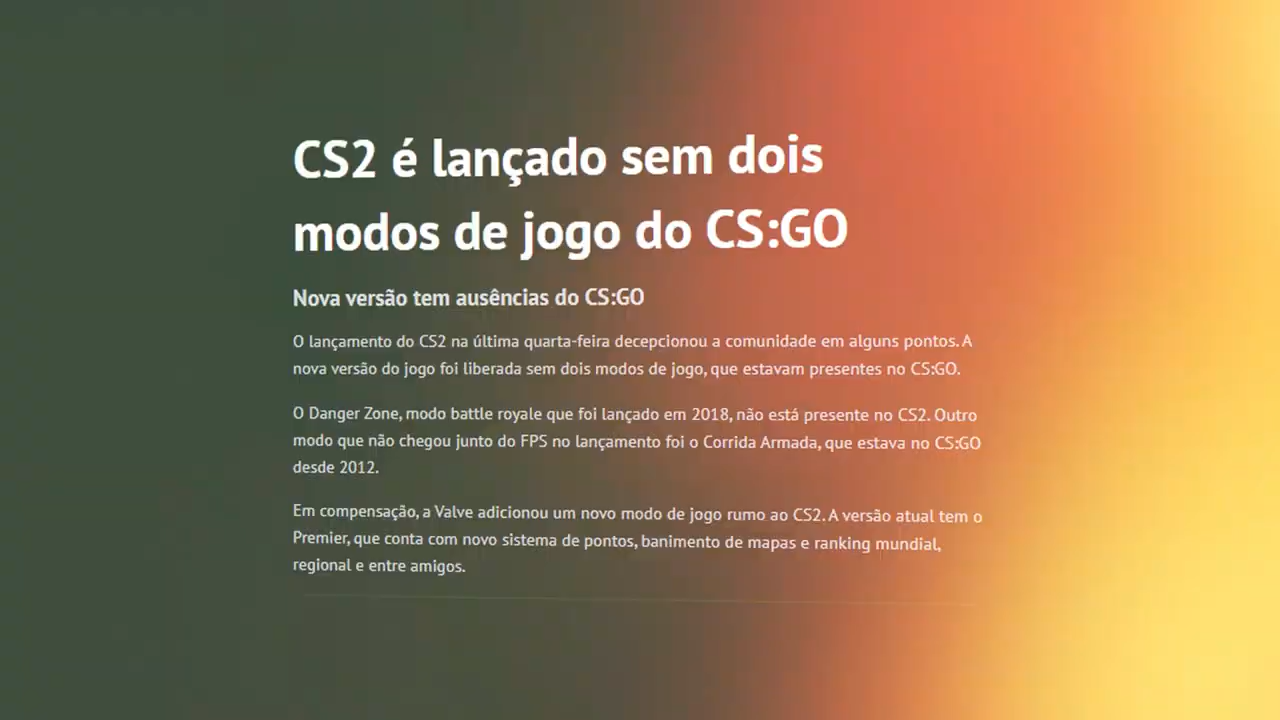 CS2 é lançado sem dois
modos de jogo do CS:GO
Nova versão tem ausências do CS:GO
O lançamento do CS2 na última quarta-feira decepcionou a comunidade em alguns pontos. A
nova versão do jogo foi liberada sem dois modos de jogo, que estavam presentes no CS:GO.
O Danger Zone, modo battle royale que foi lançado em 2018, não está presente no CS2. Outro
modo que não chegou junto do FPS no lançamento foi o Corrida Armada, que estava no CS:GO
desde 2012.
Em compensação, a Valve adicionou um novo modo de jogo rumo ao CS2. A versão atual tem o
Premier, que conta com novo sistema de pontos, banimento de mapas e ranking mundial,
regional e entre amigos.